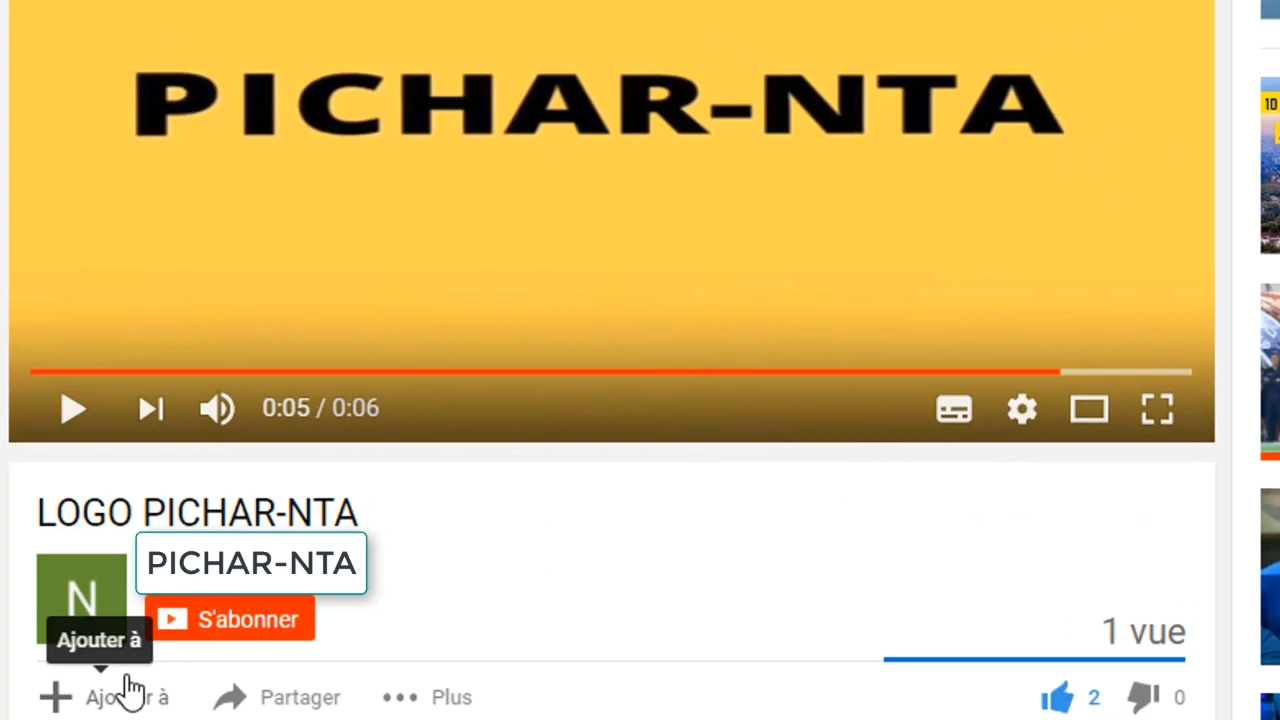 PICHAR-NTA
10
0:05 / 0:06
LOGO PICHAR-NTA
PICHAR-NTA
N
S'abonner
Ajouter à
1 vue
Ajouter à
Partager
Plus
2
0